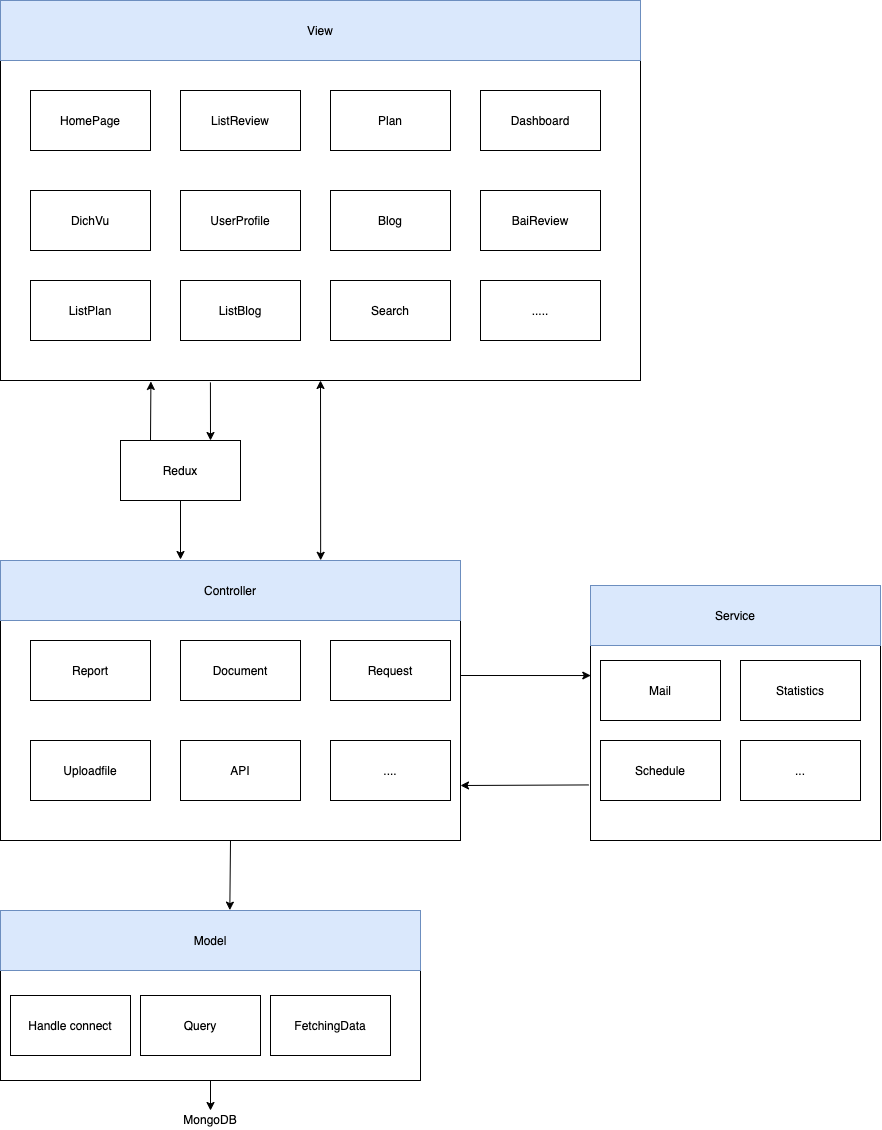 View
HomePage
ListReview
Plan
Dashboard
DichVu
UserProfile
Blog
BaiReview
ListPlan
ListBlog
Search
.....
Redux
Controller
Service
Report
Document
Request
Mail
Statistics
Uploadfile
API
....
Schedule
...
Model
Handle connect
Query
FetchingData
MongoDB